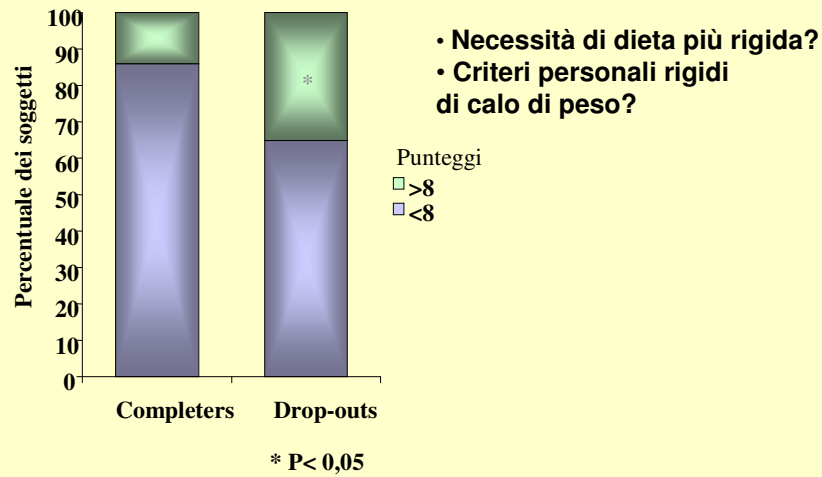 100
90
80
70
60
50
40
30
20
10
0
Percentuale dei soggetti
*
Completers
Drop-outs
* P< 0,05
• Necessità di dieta più rigida?
• Criteri personali rigidi
di calo di peso?
Punteggi
>8
<8